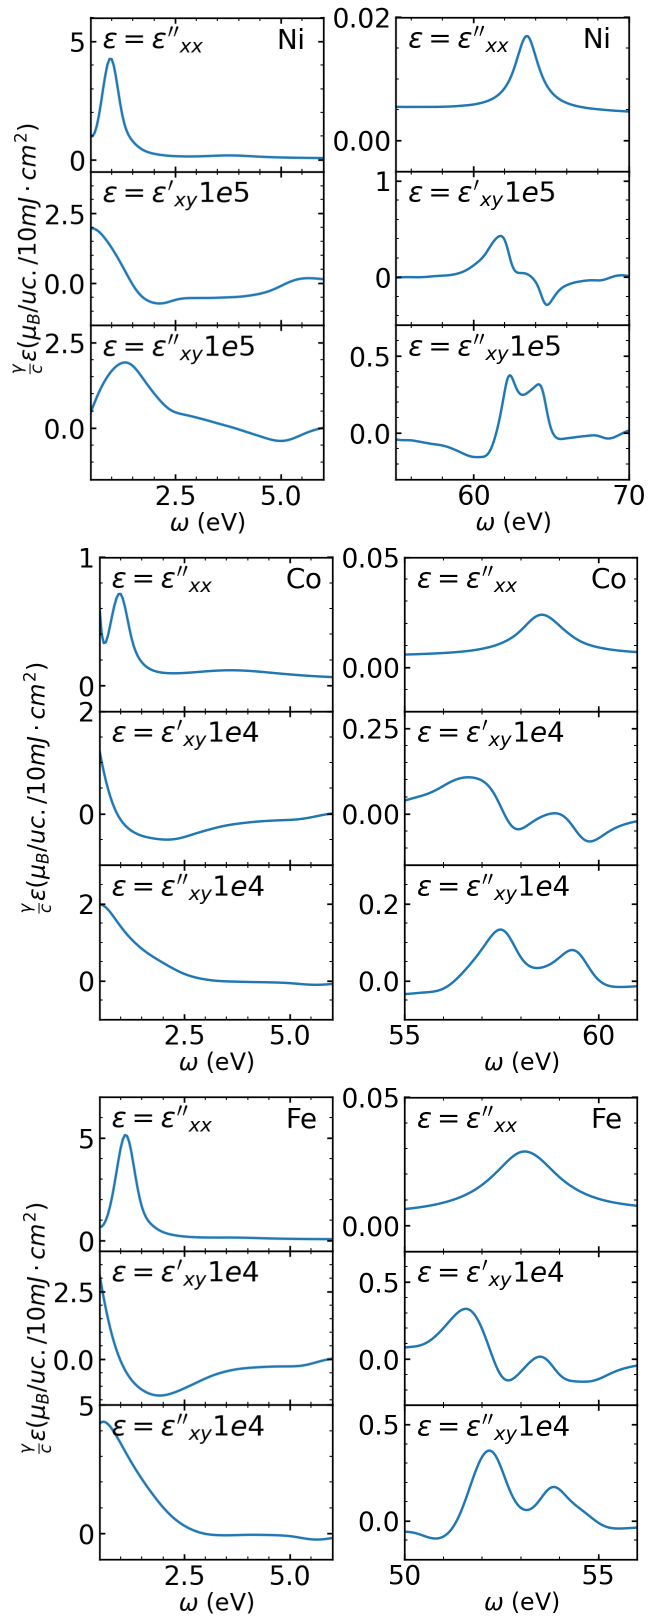 ε = ε″xx Ni
5
0
ε = ε′xy1e5
2.5
0.0
ε = ε″xy1e5
2.5
0.0
2.5 5.0
ω (eV)
γ/c ε(μB/uc./10mJ · cm²)
0.02
ε = ε″xx Ni
0.00
1
ε = ε′xy1e5
0
ε = ε″xy1e5
0.5
0.0
60 70
ω (eV)
1
ε = ε″xx Co
0
2
ε = ε′xy1e4
0
ε = ε″xy1e4
2
0
2.5 5.0
ω (eV)
γ/c ε(μB/uc./10mJ · cm²)
0.05
ε = ε″xx Co
0.00
ε = ε′xy1e4
0.25
0.00
ε = ε″xy1e4
0.2
0.0
55 60
ω (eV)
ε = ε″xx Fe
5
0
ε = ε′xy1e4
2.5
0.0
5
ε = ε″xy1e4
0
2.5 5.0
ω (eV)
γ/c ε(μB/uc./10mJ · cm²)
0.05
ε = ε″xx Fe
0.00
ε = ε′xy1e4
0.5
0.0
ε = ε″xy1e4
0.5
0.0
50 55
ω (eV)